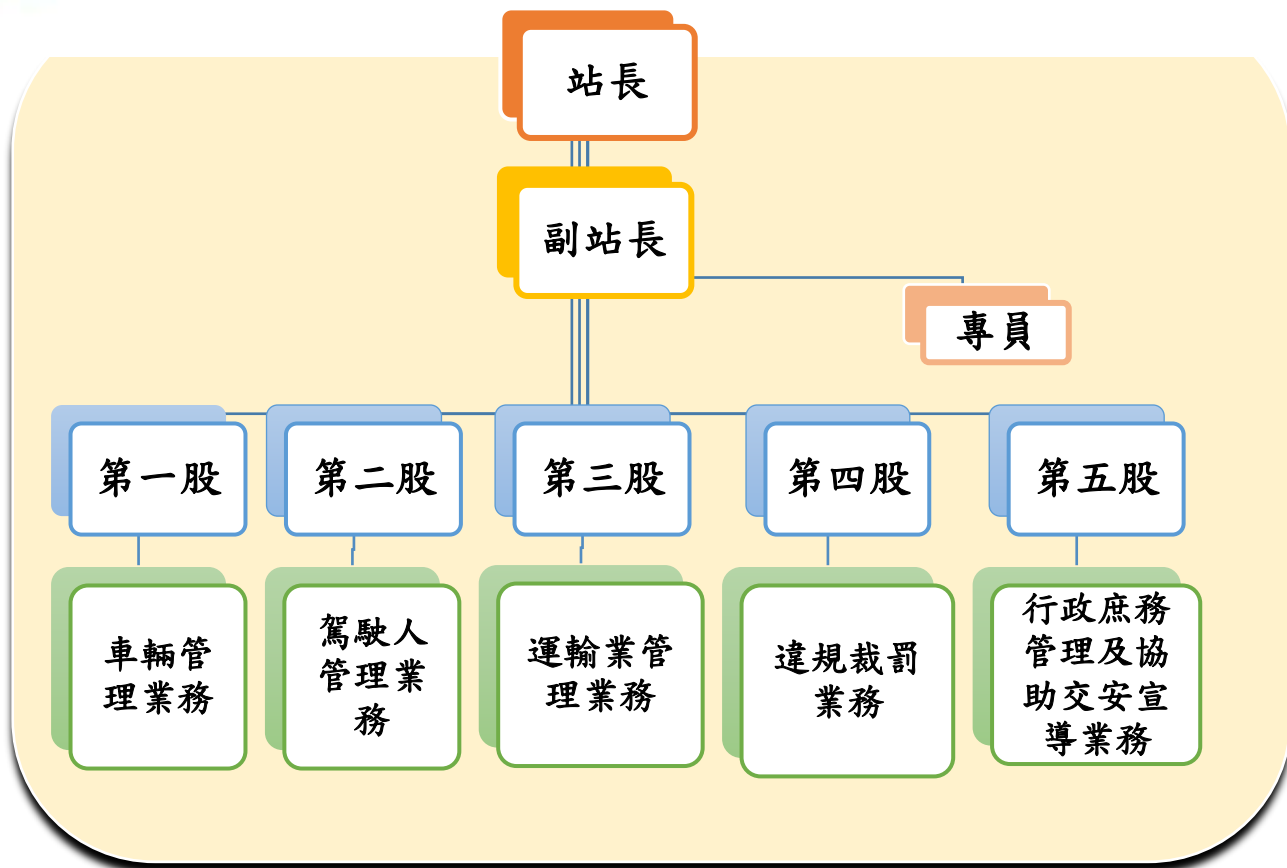 站長
副站長
專員
第一股
第二股
第三股
第四股
第五股
車輛管
理業務
駕駛人
管理業
務
運輸業管
理業務
違規裁罰
業務
行政庶務
管理及協
助交安宣
導業務